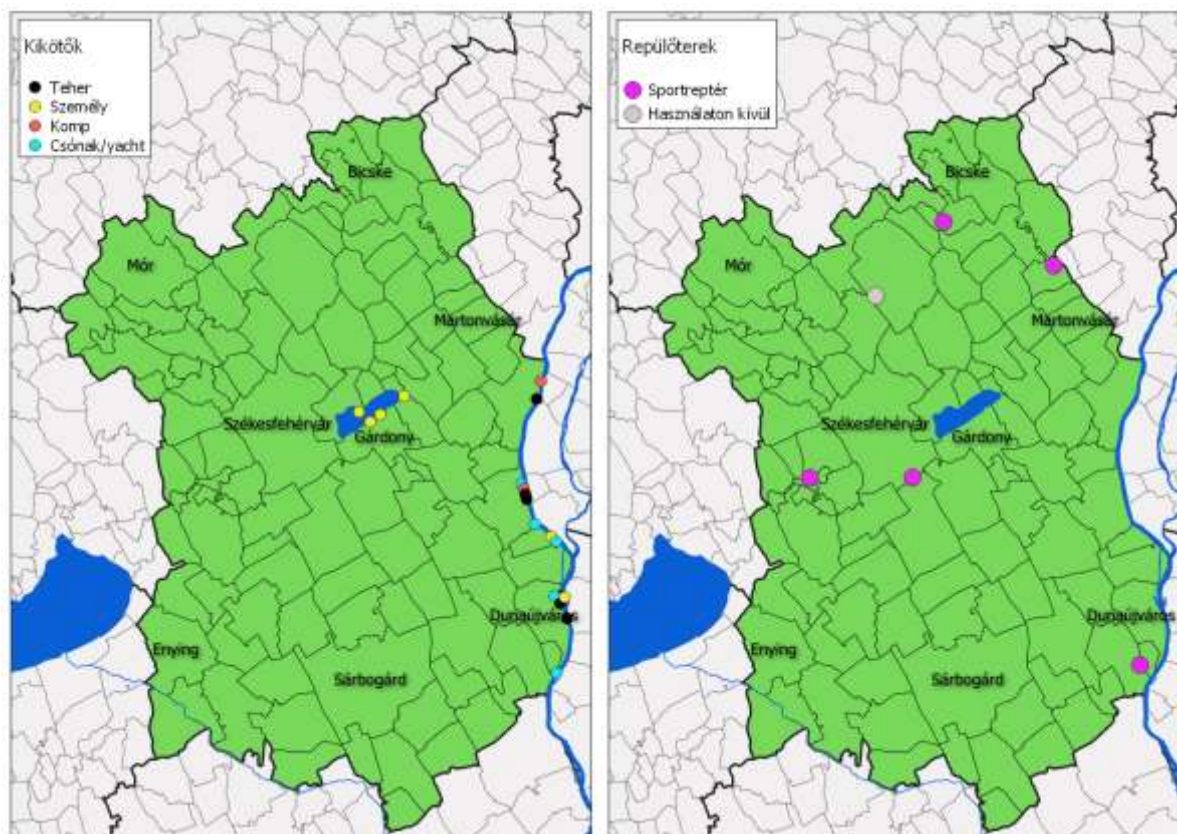 Kikötők
Teher
Személy
Komp
Csónak/yacht
Bicske
Mór
Martonvásár
Székesfehérvár
Gárdony
Dunaújváros
Enying
Sárbogárd
Repülőterek
Sportreptér
Használaton kívül
Bicske
Mór
Martonvásár
Székesfehérvár
Gárdony
Dunaújváros
Enying
Sárbogárd